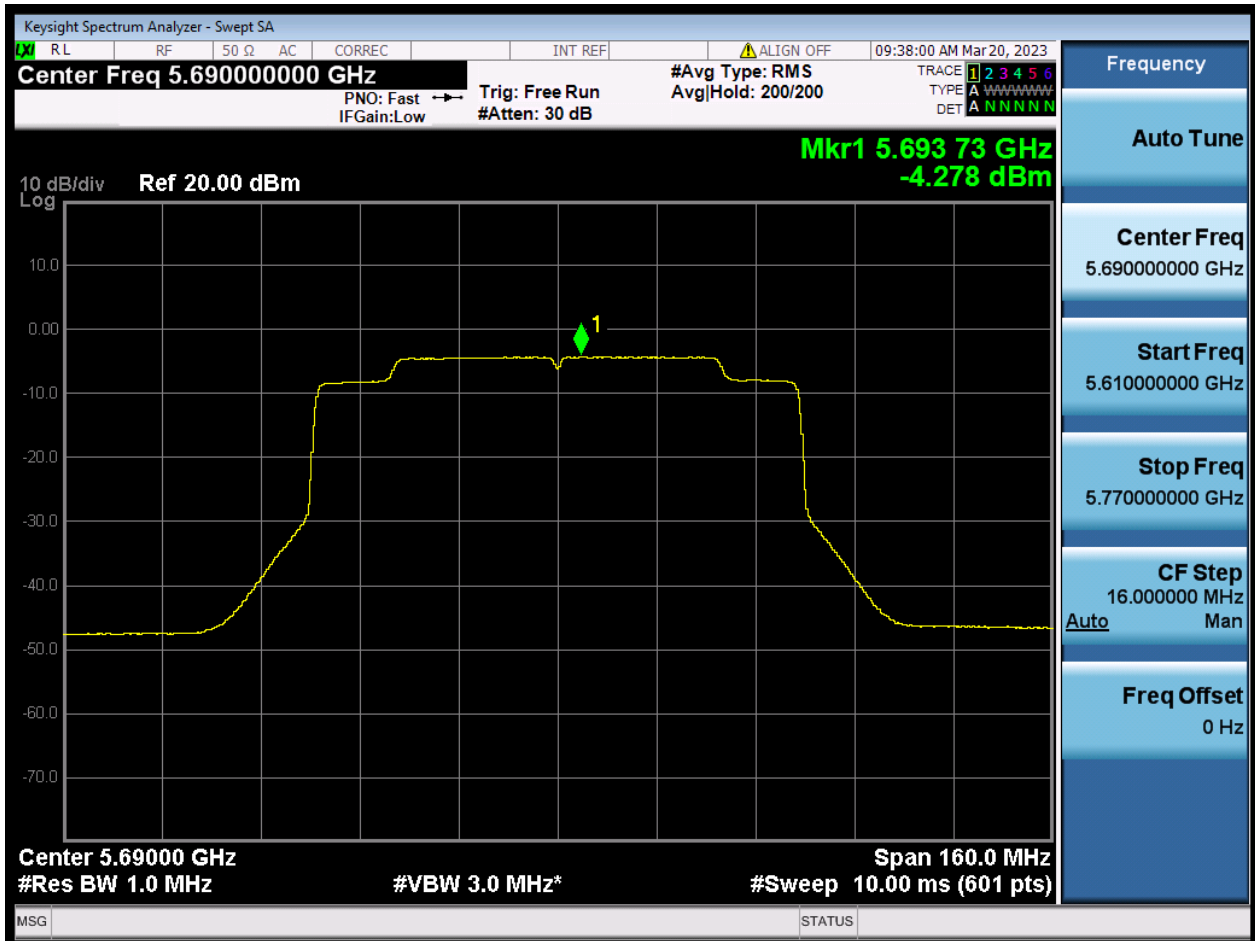 Keysight Spectrum Analyzer - Swept SA
LXI RL RF 50 Ω AC CORREC INT REF ALIGN OFF 09:38:00 AM Mar 20, 2023
Center Freq 5.690000000 GHz
PNO: Fast
IFGain:Low
Trig: Free Run
#Atten: 30 dB
#Avg Type: RMS
Avg|Hold: 200/200
TRACE 1 2 3 4 5 6
TYPE A WWWWW
DET A N N N N N
Mkr1 5.693 73 GHz
-4.278 dBm
10 dB/div Ref 20.00 dBm
Log
10.0
0.00
1
-10.0
-20.0
-30.0
-40.0
-50.0
-60.0
-70.0
Center 5.69000 GHz Span 160.0 MHz
#Res BW 1.0 MHz #VBW 3.0 MHz* #Sweep 10.00 ms (601 pts)
MSG STATUS
Frequency
Auto Tune
Center Freq
5.690000000 GHz
Start Freq
5.610000000 GHz
Stop Freq
5.770000000 GHz
CF Step
16.000000 MHz
Auto Man
Freq Offset
0 Hz